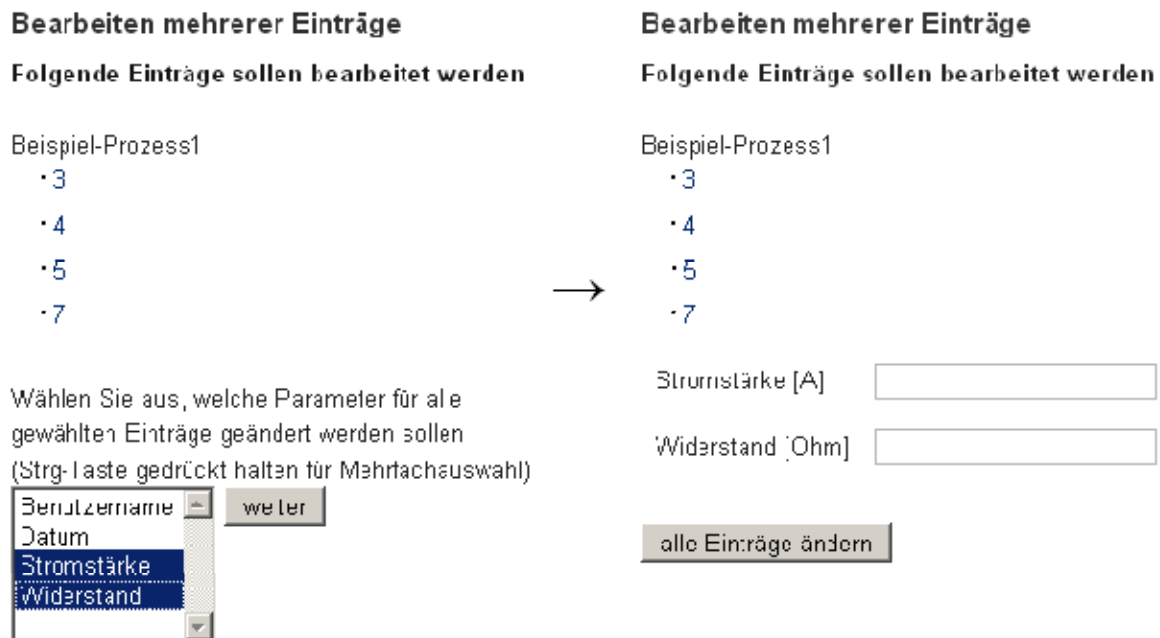 Bearbeiten mehrerer Einträge
Folgende Einträge sollen bearbeitet werden
Beispiel-Prozess1
·3
·4
·5
·7
Wählen Sie aus, welche Parameter für alle
gewählten Einträge geändert werden sollen
(Strg-Taste gedrückt halten für Mehrfachauswahl)
Benutzername
weiter
Datum
Stromstärke
Widerstand
→
Bearbeiten mehrerer Einträge
Folgende Einträge sollen bearbeitet werden
Beispiel-Prozess1
·3
·4
·5
·7
Stromstärke [A]
Widerstand [Ohm]
alle Einträge ändern